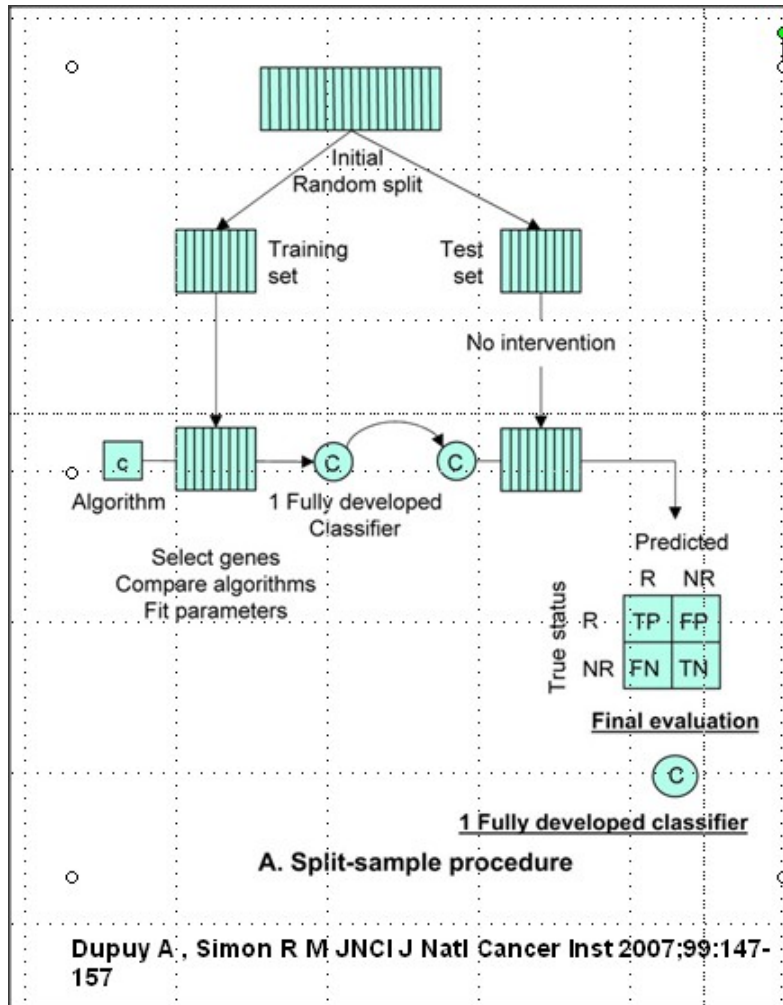 Initial
Random split
Training
set
Test
set
No intervention
c
C
C
Algorithm
1 Fully developed
Classifier
Select genes
Compare algorithms
Fit parameters
Predicted
R NR
True status
R TP FP
NR FN TN
Final evaluation
C
1 Fully developed classifier
A. Split-sample procedure
Dupuy A , Simon R M JNCI J Natl Cancer Inst 2007;99:147-
157